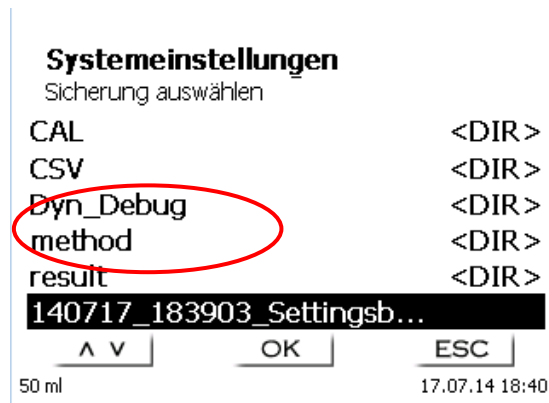 Systemeinstellungen
Sicherung auswählen
CAL <DIR>
CSV <DIR>
Dyn_Debug <DIR>
method <DIR>
result <DIR>
140717_183903_Settingsb...
∧ ∨ OK ESC
50 ml 17.07.14 18:40